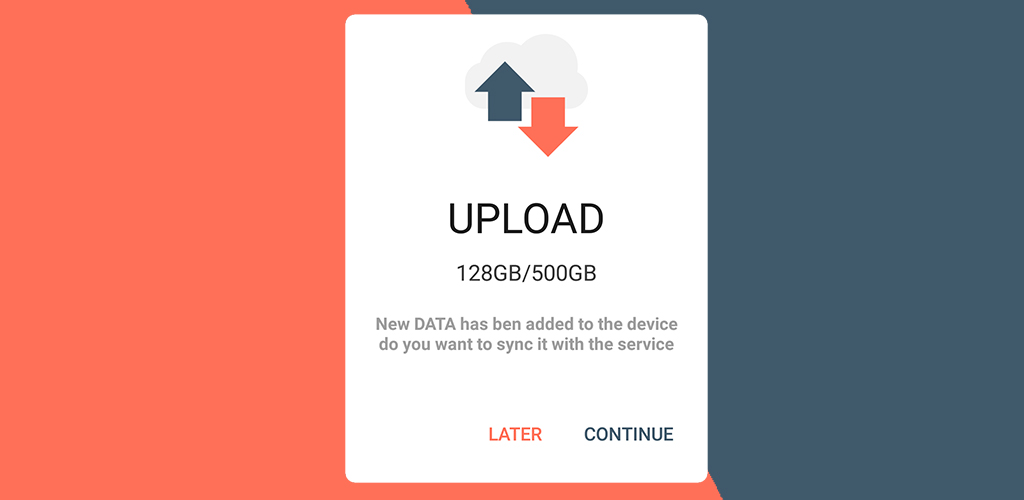 UPLOAD
128GB/500GB
New DATA has ben added to the device
do you want to sync it with the service
LATER CONTINUE